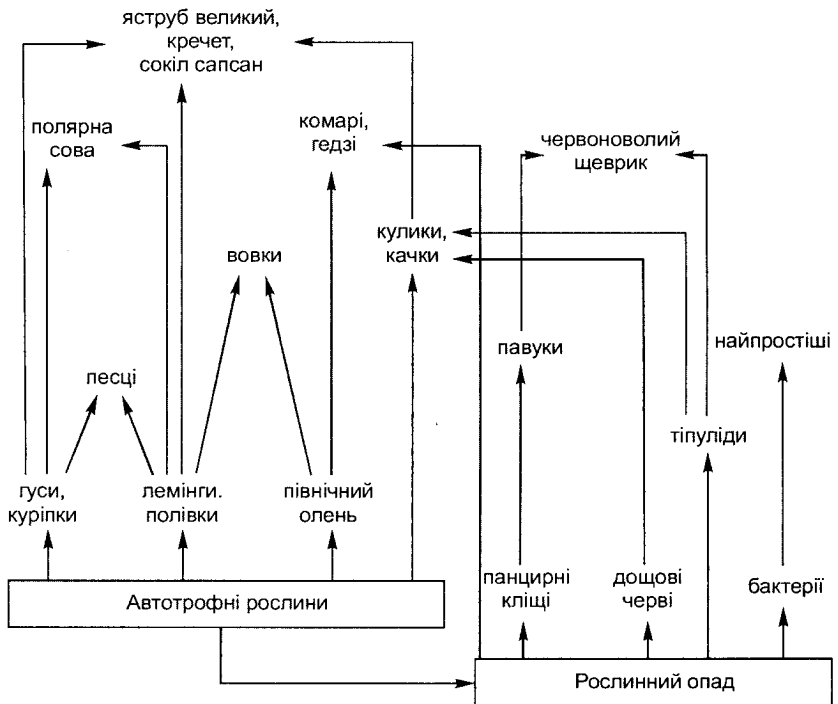 яструб великий,
кречет,
сокіл сапсан
полярна
сова
комарі,
гедзі
червоноволий
щеврик
кулики,
качки
вовки
павуки
найпростіші
песці
тіпуліди
гуси,
куріпки
лемінги.
полівки
північний
олень
панцирні
кліщі
дощові
черві
бактерії
Автотрофні рослини
Рослинний опад